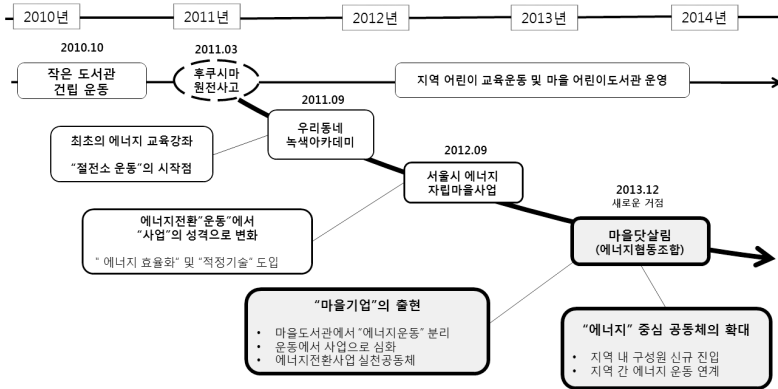 2010년
2011년
2012년
2013년
2014년
2010.10
작은 도서관
건립 운동
2011.03
후쿠시마
원전사고
지역 어린이 교육운동 및 마을 어린이도서관 운영
2011.09
우리동네
녹색아카데미
최초의 에너지 교육강좌
“절전소 운동”의 시작점
2012.09
서울시 에너지
자립마을사업
에너지전환”운동”에서
“사업”의 성격으로 변화
“ 에너지 효율화“ 및 “적정기술“ 도입
2013.12
새로운 거점
마을닷살림
(에너지협동조합)
“마을기업”의 출현
• 마을도서관에서 “에너지운동” 분리
• 운동에서 사업으로 심화
• 에너지전환사업 실천공동체
“에너지” 중심 공동체의 확대
• 지역 내 구성원 신규 진입
• 지역 간 에너지 운동 연계